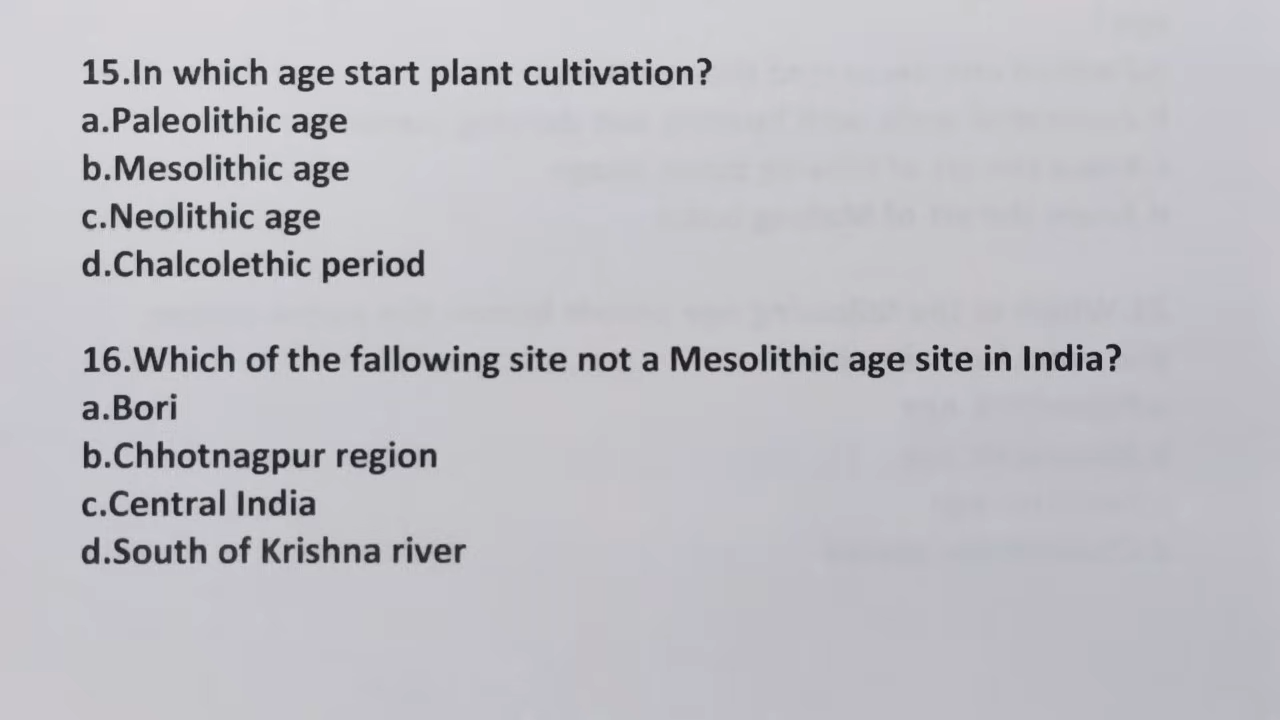 15.In which age start plant cultivation?
a.Paleolithic age
b.Mesolithic age
c.Neolithic age
d.Chalcolethic period
16.Which of the fallowing site not a Mesolithic age site in India?
a.Bori
b.Chhotnagpur region
c.Central India
d.South of Krishna river